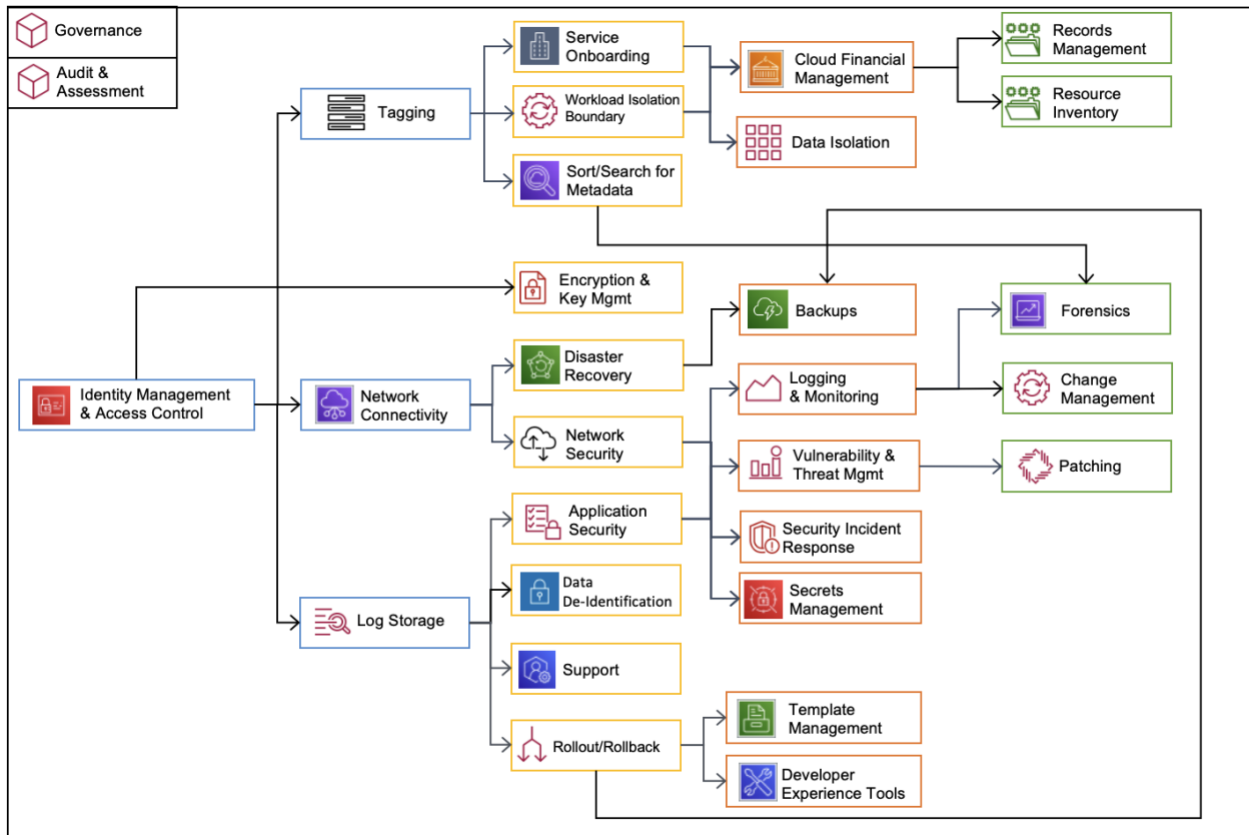 Governance
Audit &
Assessment
Service
Onboarding
Cloud Financial
Management
Records
Management
Tagging
Workload Isolation
Boundary
Resource
Inventory
Data Isolation
Sort/Search for
Metadata
Encryption &
Key Mgmt
Backups
Forensics
Disaster
Recovery
Identity Management
& Access Control
Network
Connectivity
Logging
& Monitoring
Change
Management
Network
Security
Vulnerability &
Threat Mgmt
Patching
Application
Security
Security Incident
Response
Data
De-Identification
Secrets
Management
Log Storage
Support
Template
Management
Rollout/Rollback
Developer
Experience Tools